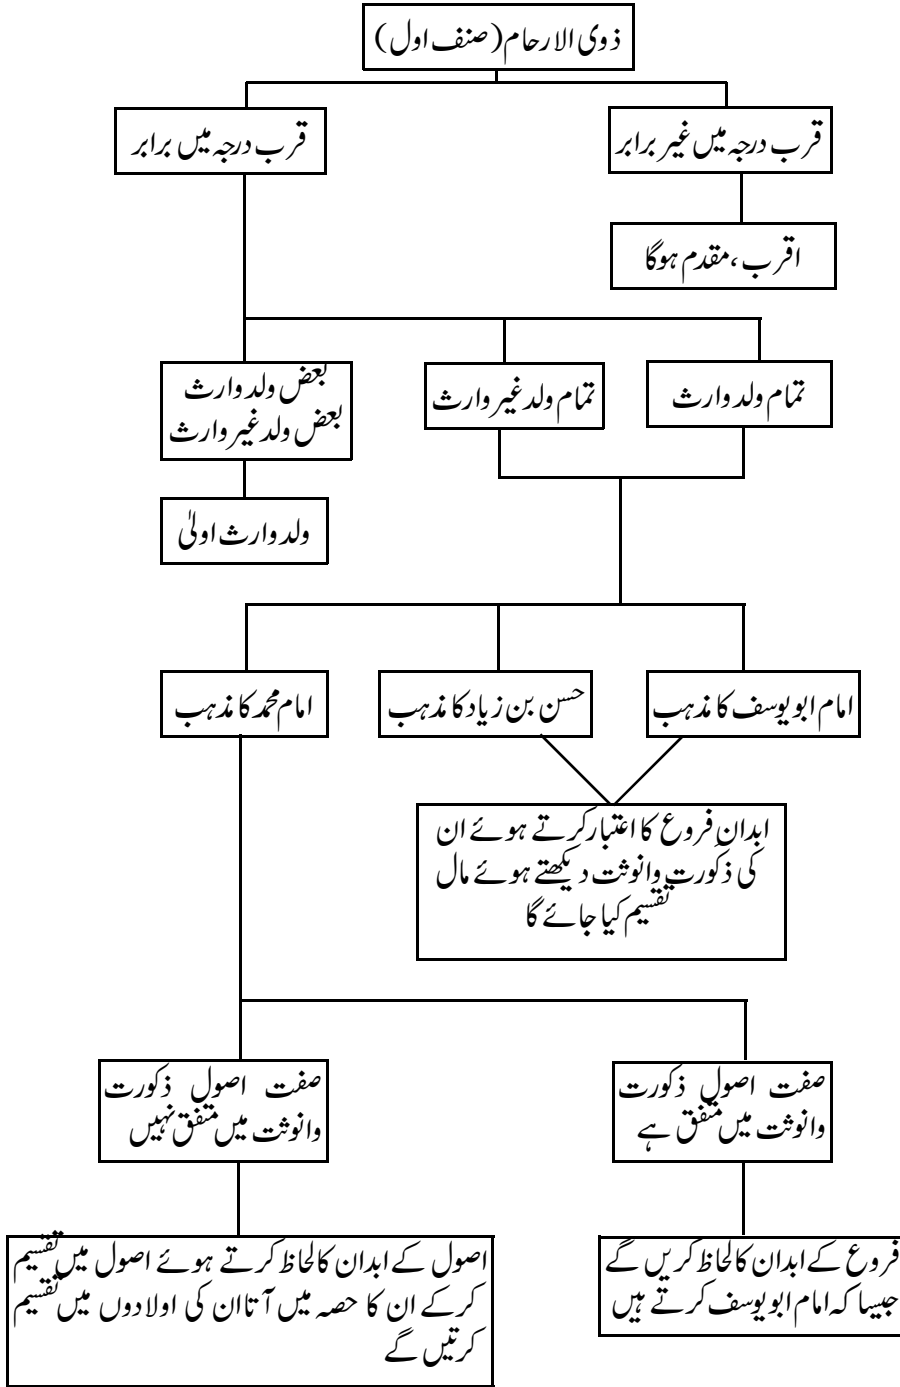 ذوی الارحام (صنف اول)
قرب درجہ میں غیر برابر
قرب درجہ میں برابر
اقرب، مقدم ہوگا
تمام ولد وارث
تمام ولد غیر وارث
بعض ولد وارث
بعض ولد غیر وارث
ولد وارث اولیٰ
امام ابو یوسف کا مذہب
حسن بن زیاد کا مذہب
امام محمد کا مذہب
ابدان فروع کا اعتبار کرتے ہوئے ان
کی ذکورت وانوثت دیکھتے ہوئے مال
تقسیم کیا جائے گا
صفت اصول ذکورت
وانوثت میں متفق ہے
صفت اصول ذکورت
وانوثت میں متفق نہیں
فروع کے ابدان کا لحاظ کریں گے
جیسا کہ امام ابو یوسف کرتے ہیں
اصول کے ابدان کا لحاظ کرتے ہوئے اصول میں تقسیم
کرکے ان کا حصہ میں آتا ان کی اولادوں میں تقسیم
کرتیں گے